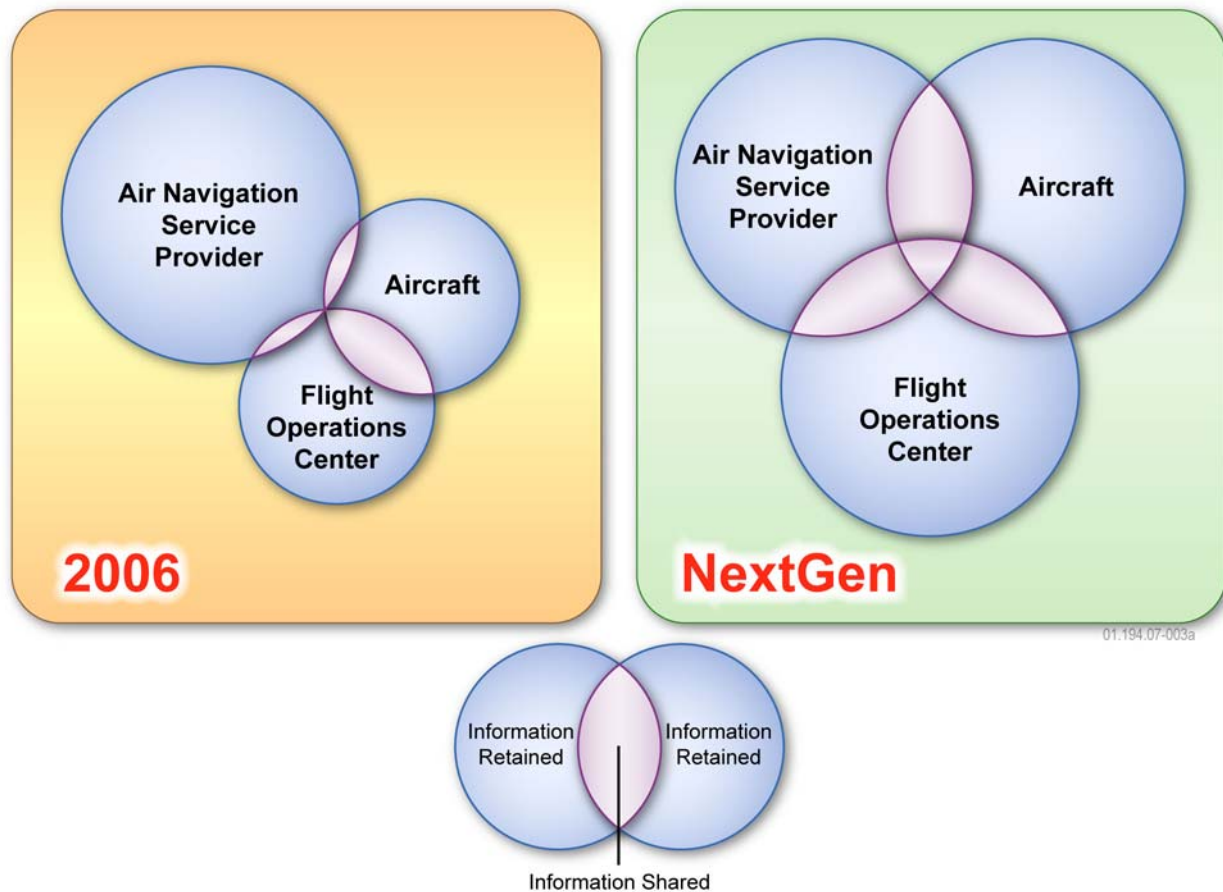 Air Navigation
Service
Provider
Aircraft
Flight
Operations
Center
2006
Air Navigation
Service
Provider
Aircraft
Flight
Operations
Center
NextGen
01.194.07-003a
Information
Retained
Information
Retained
Information Shared